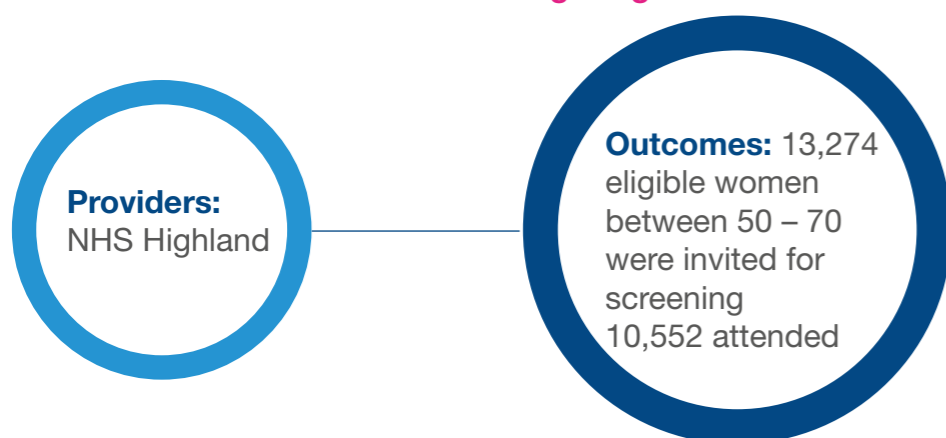 Providers:
NHS Highland
Outcomes: 13,274
eligible women
between 50 – 70
were invited for
screening
10,552 attended